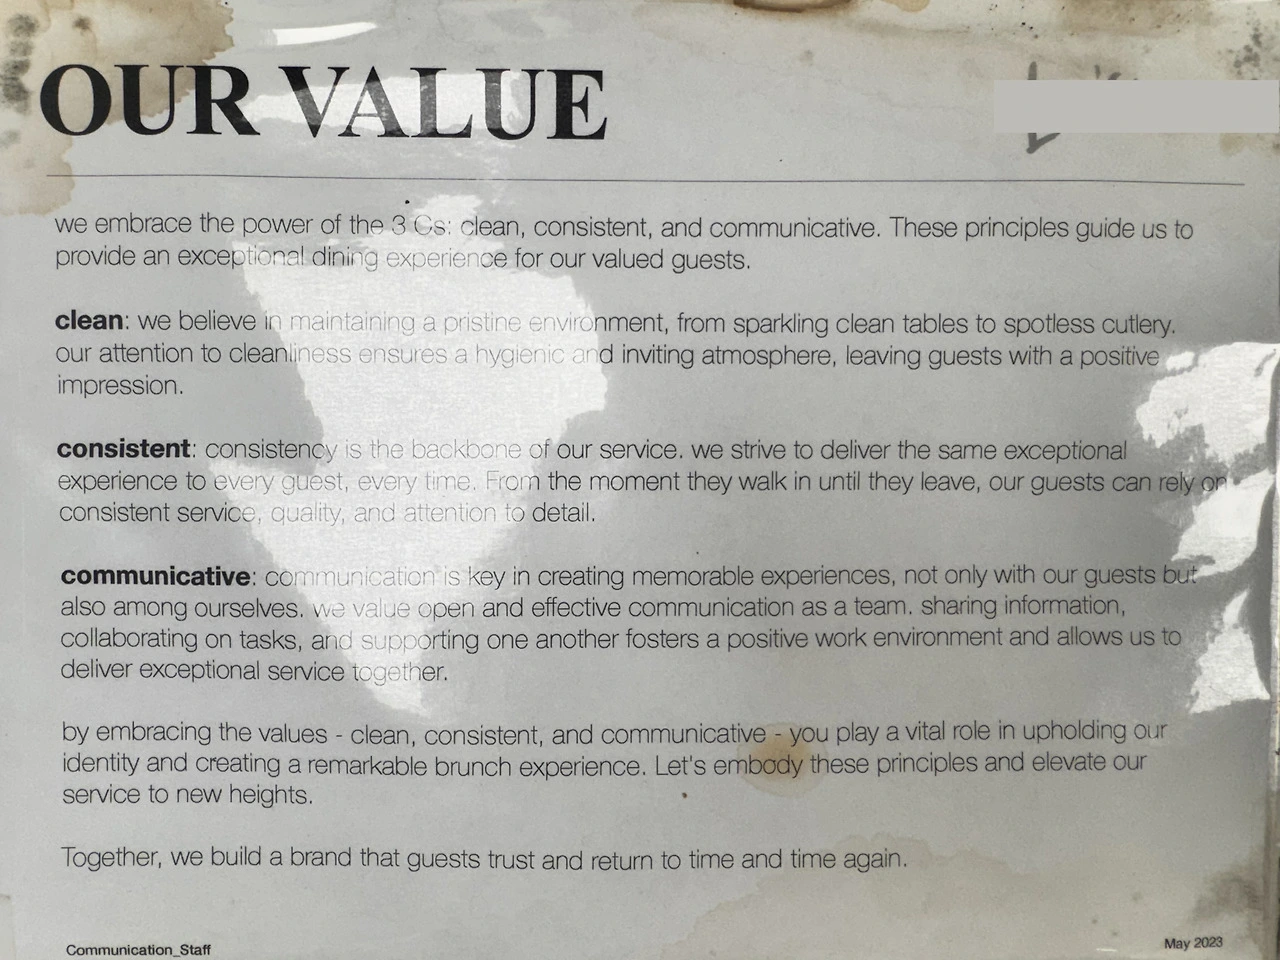 OUR VALUE
we embrace the power of the 3 Cs: clean, consistent, and communicative. These principles guide us to
provide an exceptional dining experience for our valued guests.
clean: we believe in maintaining a pristine environment, from sparkling clean tables to spotless cutlery.
our attention to cleanliness ensures a hygienic and inviting atmosphere, leaving guests with a positive
impression.
consistent: consistency is the backbone of our service. we strive to deliver the same exceptional
experience to every guest, every time. From the moment they walk in until they leave, our guests can rely on
consistent service, quality, and attention to detail.
communicative: communication is key in creating memorable experiences, not only with our guests but
also among ourselves. we value open and effective communication as a team. sharing information,
collaborating on tasks, and supporting one another fosters a positive work environment and allows us to
deliver exceptional service together.
by embracing the values - clean, consistent, and communicative - you play a vital role in upholding our
identity and creating a remarkable brunch experience. Let's embody these principles and elevate our
service to new heights.
Together, we build a brand that guests trust and return to time and time again.
Communication_Staff
May 2023